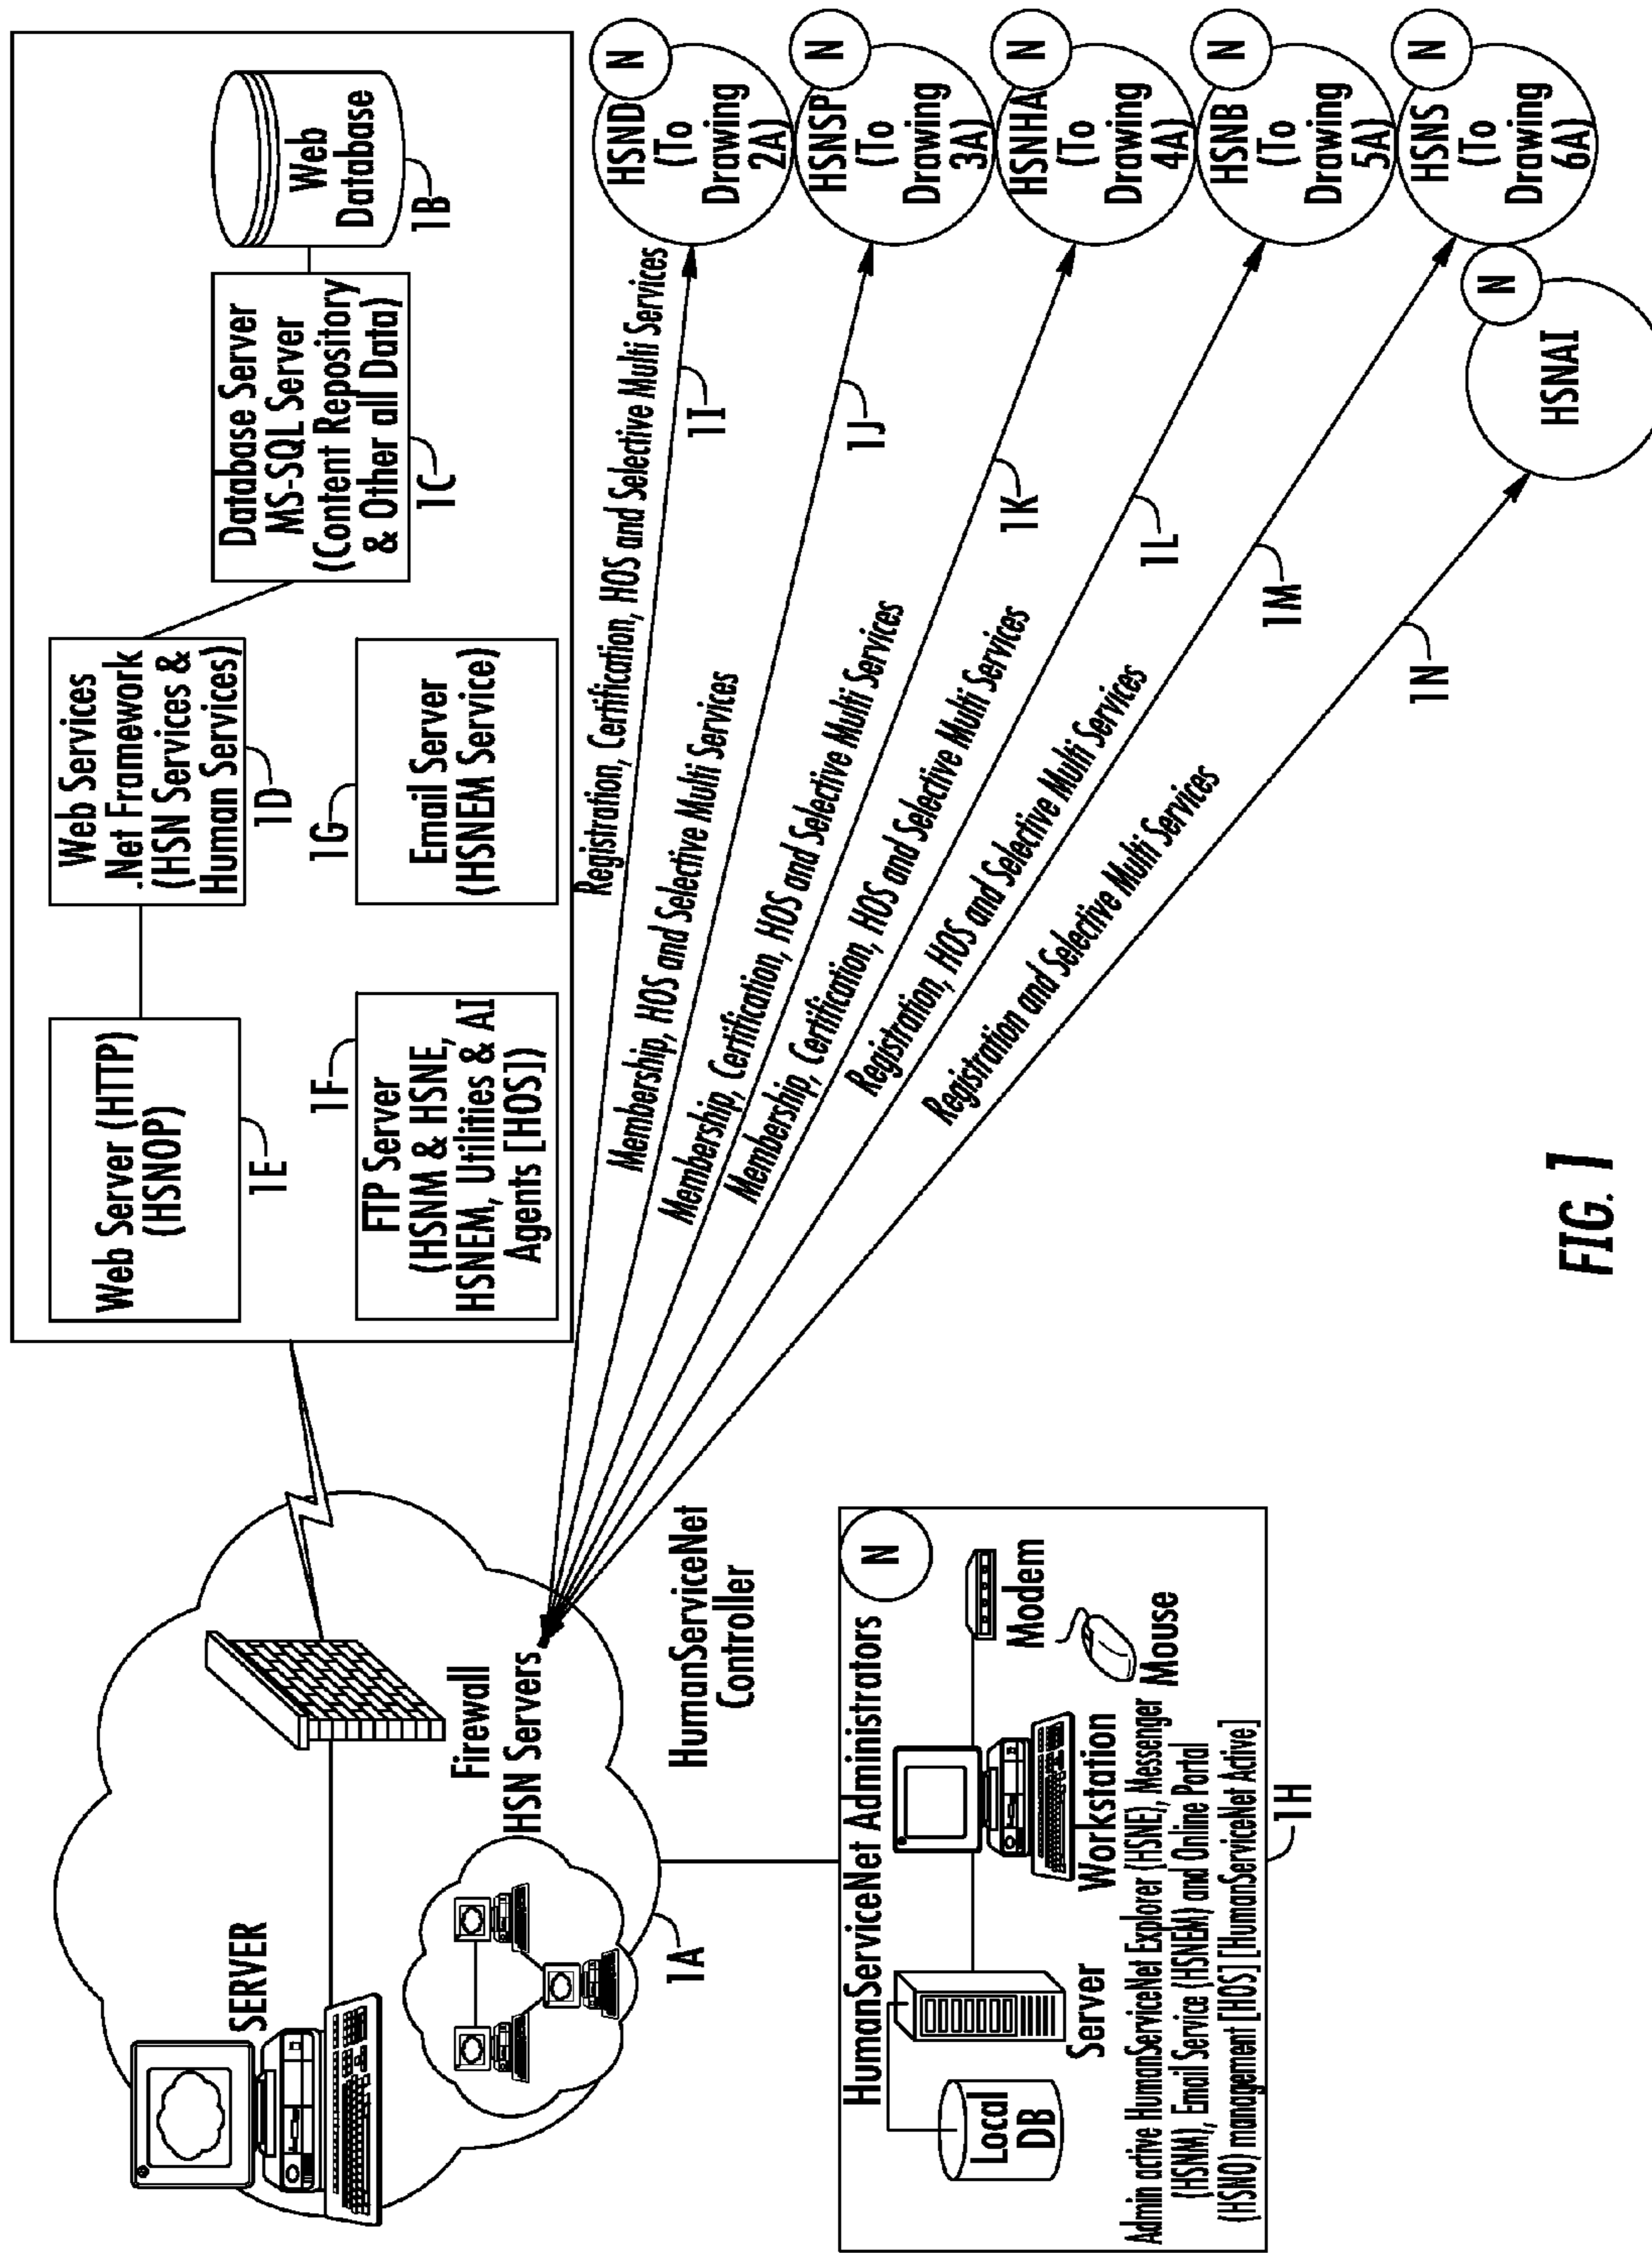 SERVER
Firewall
HSN Servers
1A
HumanServiceNet
Controller
Web Server (HTTP)
(HSNOP)
1E
Web Services
.Net Framework
(HSN Services &
Human Services)
1D
Database Server
MS-SQL Server
(Content Repository
& Other all Data)
1C
Web
Database
1B
1F
FTP Server
(HSNM & HSNE,
HSNEM, Utilities & AI
Agents [HOS])
1G
Email Server
(HSNEM Service)
HumanServiceNet Administrators
N
Local
DB
Server
Workstation
Modem
Mouse
Admin active HumanServiceNet Explorer (HSNE), Messenger
(HSNM), Email Service (HSNEM) and Online Portal
(HSNO) management [HOS] [HumanServiceNet Active]
1H
Registration, Certification, HOS and Selective Multi Services
1I
Membership, HOS and Selective Multi Services
1J
Membership, Certification, HOS and Selective Multi Services
1K
Membership, Certification, HOS and Selective Multi Services
1L
Registration, HOS and Selective Multi Services
1M
Registration and Selective Multi Services
1N
N
HSND
(To
Drawing
2A)
N
HSNSP
(To
Drawing
3A)
N
HSNHA
(To
Drawing
4A)
N
HSNB
(To
Drawing
5A)
N
HSNS
(To
Drawing
6A)
N
HSNAI
FIG. 1